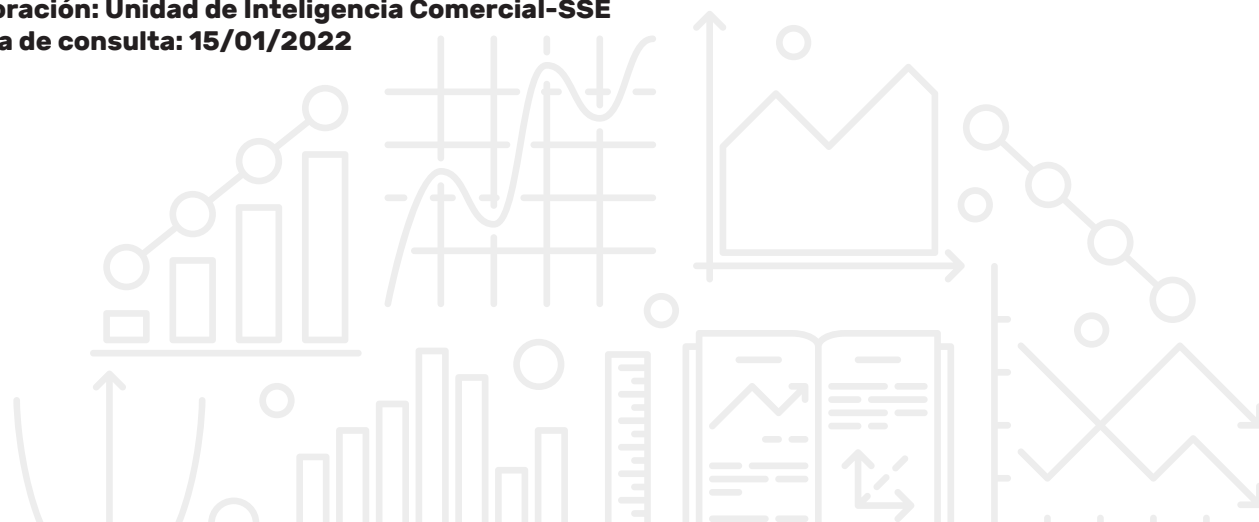 oración: Unidad de Inteligencia Comercial-SSE
a de consulta: 15/01/2022